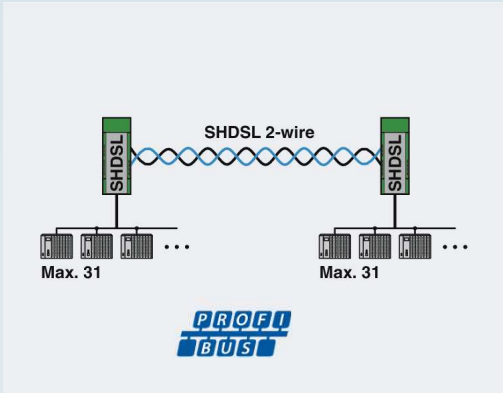 SHDSL 2-wire
SHDSL
SHDSL
Max. 31
Max. 31
PROFI
BUS